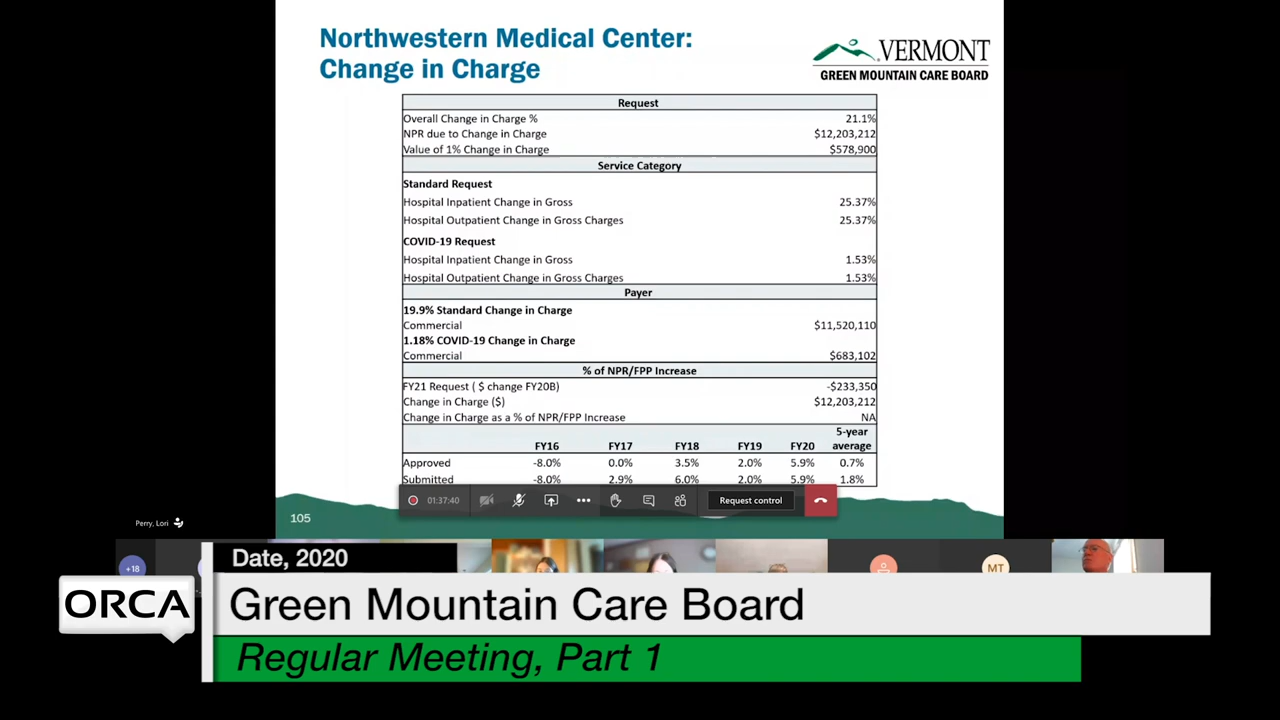 Northwestern Medical Center:
Change in Charge
VERMONT
GREEN MOUNTAIN CARE BOARD
Request
Overall Change in Charge % 21.1%
NPR due to Change in Charge $12,203,212
Value of 1% Change in Charge $578,900
Service Category
Standard Request
Hospital Inpatient Change in Gross 25.37%
Hospital Outpatient Change in Gross Charges 25.37%
COVID-19 Request
Hospital Inpatient Change in Gross 1.53%
Hospital Outpatient Change in Gross Charges 1.53%
Payer
19.9% Standard Change in Charge
Commercial $11,520,110
1.18% COVID-19 Change in Charge
Commercial $683,102
% of NPR/FPP Increase
FY21 Request ( $ change FY20B) -$233,350
Change in Charge ($) $12,203,212
Change in Charge as a % of NPR/FPP Increase NA
FY16 FY17 FY18 FY19 FY20 5-year average
Approved -8.0% 0.0% 3.5% 2.0% 5.9% 0.7%
Submitted -8.0% 2.9% 6.0% 2.0% 5.9% 1.8%
01:37:40
Request control
105
Perry, Lori
+18
MT
Date, 2020
ORCA
Green Mountain Care Board
Regular Meeting, Part 1